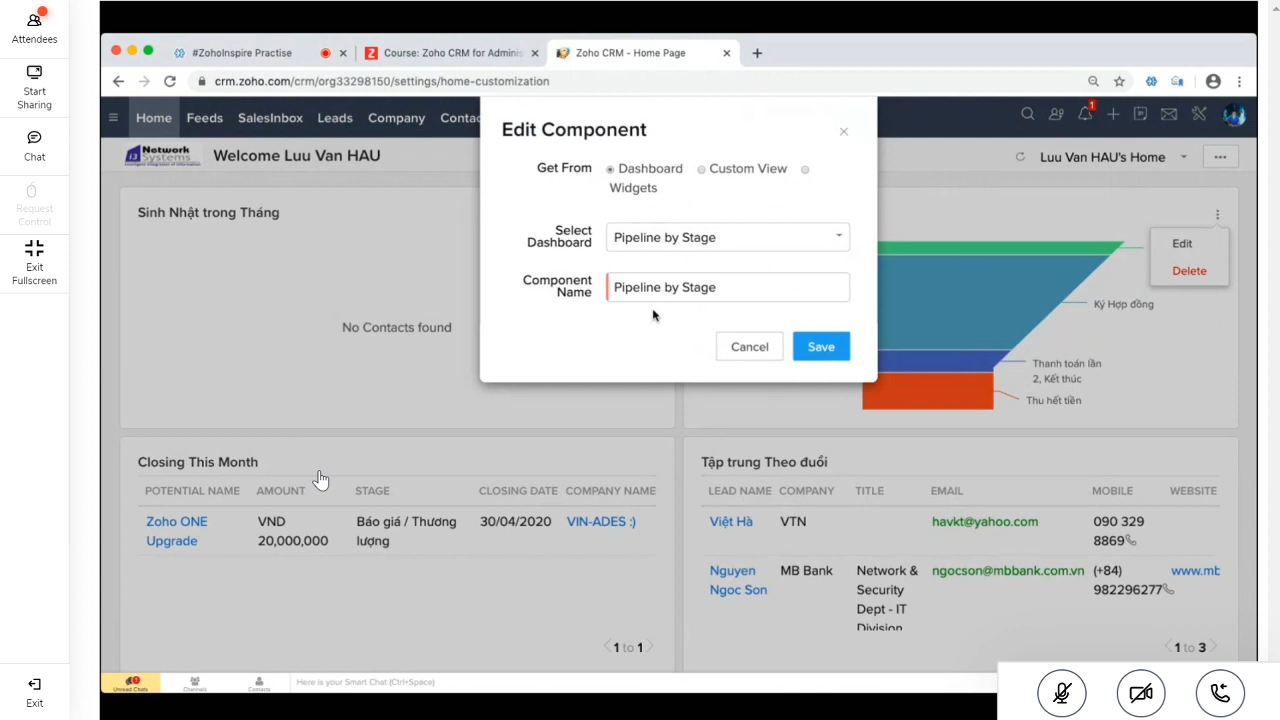 Attendees
Start
Sharing
Chat
Request
Control
Exit
Fullscreen
Exit
#ZohoInspire Practise
Course: Zoho CRM for Adminis
Zoho CRM - Home Page
crm.zoho.com/crm/org33298150/settings/home-customization
Home Feeds SalesInbox Leads Company Contac
1
Network
Systems
Welcome Luu Van HAU
Luu Van HAU's Home
Edit Component
Get From Dashboard Custom View
Widgets
Select
Dashboard
Pipeline by Stage
Component
Name
Pipeline by Stage
Cancel Save
Sinh Nhật trong Tháng
No Contacts found
Edit
Delete
Ký Hợp đồng
Thanh toán lần
2, Kết thúc
Thu hết tiền
Closing This Month
POTENTIAL NAME AMOUNT STAGE CLOSING DATE COMPANY NAME
Zoho ONE VND Báo giá / Thương 30/04/2020 VIN-ADES :)
Upgrade 20,000,000 lượng
1 to 1
Tập trung Theo đuổi
LEAD NAME COMPANY TITLE EMAIL MOBILE WEBSITE
Việt Hà VTN havkt@yahoo.com 090 329
8869
Nguyen MB Bank Network & ngocson@mbbank.com.vn (+84) www.mb
Ngoc Son Security 982296277
Dept - IT
Division
1 to 3
Unread Chats Channels Contacts Here is your Smart Chat (Ctrl+Space)